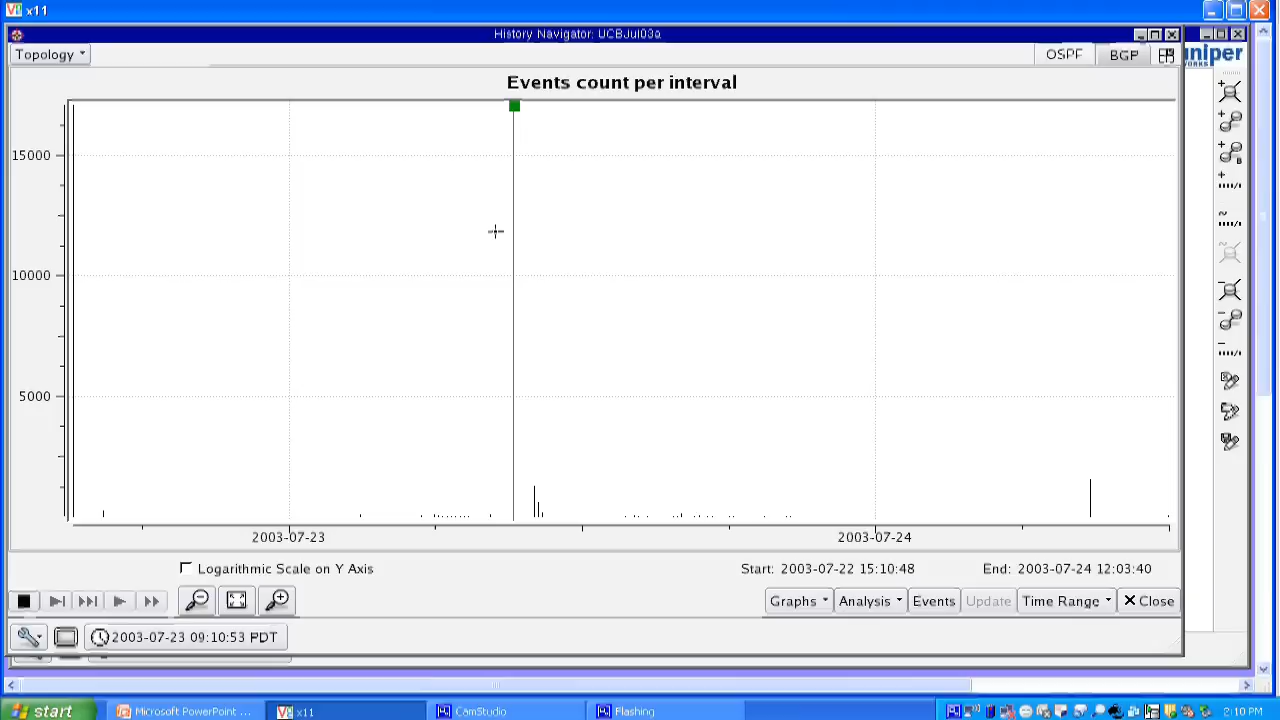 x11
History Navigator: UCBJul03a
Topology
OSPF
BGP
uniper
WORKS
Events count per interval
15000
10000
5000
2003-07-23
2003-07-24
Logarithmic Scale on Y Axis
Start: 2003-07-22 15:10:48
End: 2003-07-24 12:03:40
Graphs
Analysis
Events
Update
Time Range
Close
2003-07-23 09:10:53 PDT
start
Microsoft PowerPoint ...
x11
CamStudio
Flashing
2:10 PM